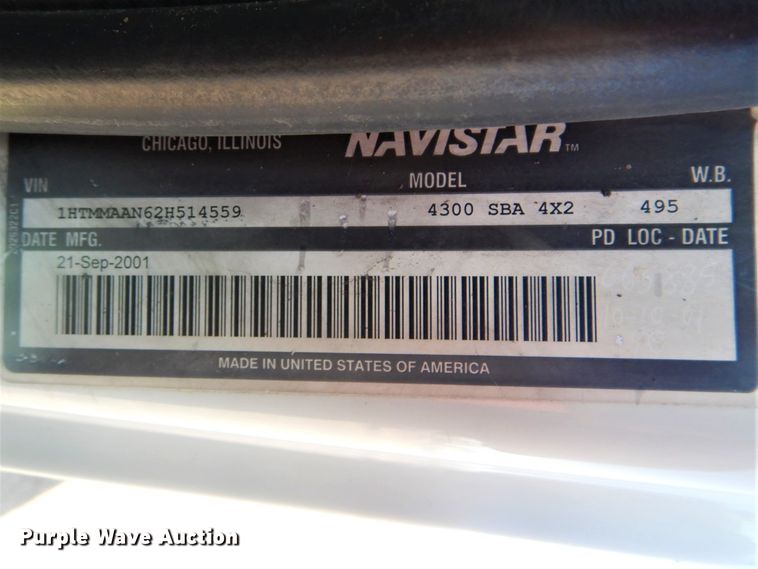 CHICAGO, ILLINOIS NAVISTAR TM
VIN MODEL W.B.
1HTMMAAN62H514559 4300 SBA 4X2 495
DATE MFG. PD LOC - DATE
21-Sep-2001
MADE IN UNITED STATES OF AMERICA
Purple Wave Auction